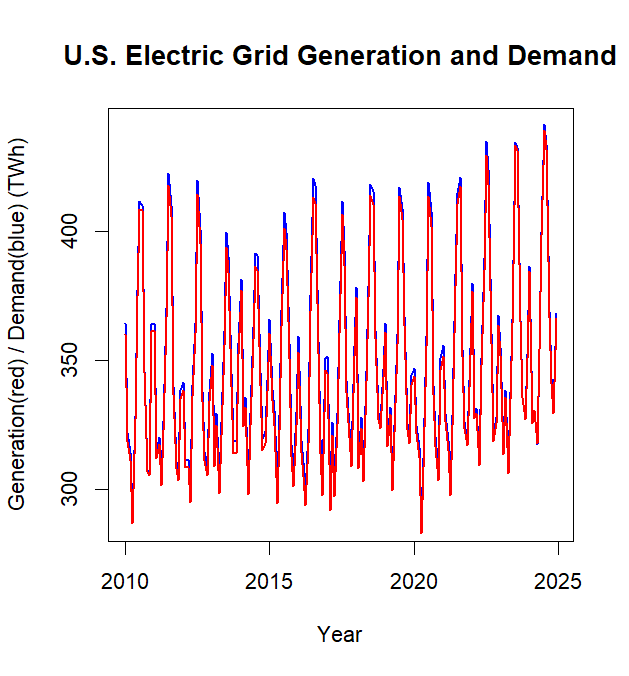 U.S. Electric Grid Generation and Demand
Generation(red) / Demand(blue) (TWh)
400
350
300
2010 2015 2020 2025
Year